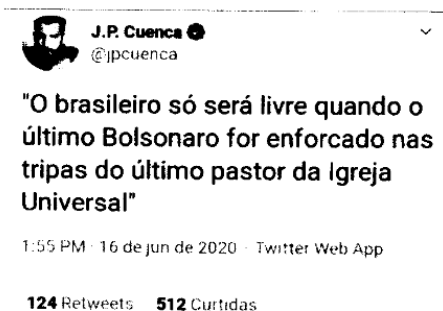 J.P. Cuenca
@jpcuenca
"O brasileiro só será livre quando o
último Bolsonaro for enforcado nas
tripas do último pastor da Igreja
Universal"
1:55 PM · 16 de jun de 2020 · Twitter Web App
124 Retweets 512 Curtidas